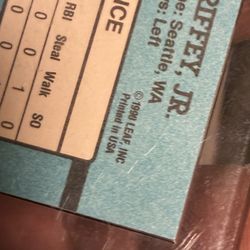 RIFFEY, JR.
e: Seattle, WA
s: Left
ICE
RBI Steal Walk SO
0 0 1 0
0 0 0 0
© 1990 LEAF, INC
Printed in USA